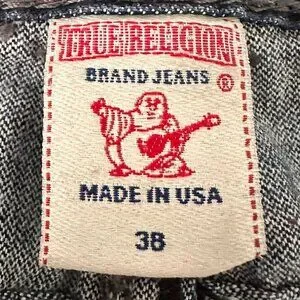 TRUE RELIGION
BRAND JEANS
®
MADE IN USA
38